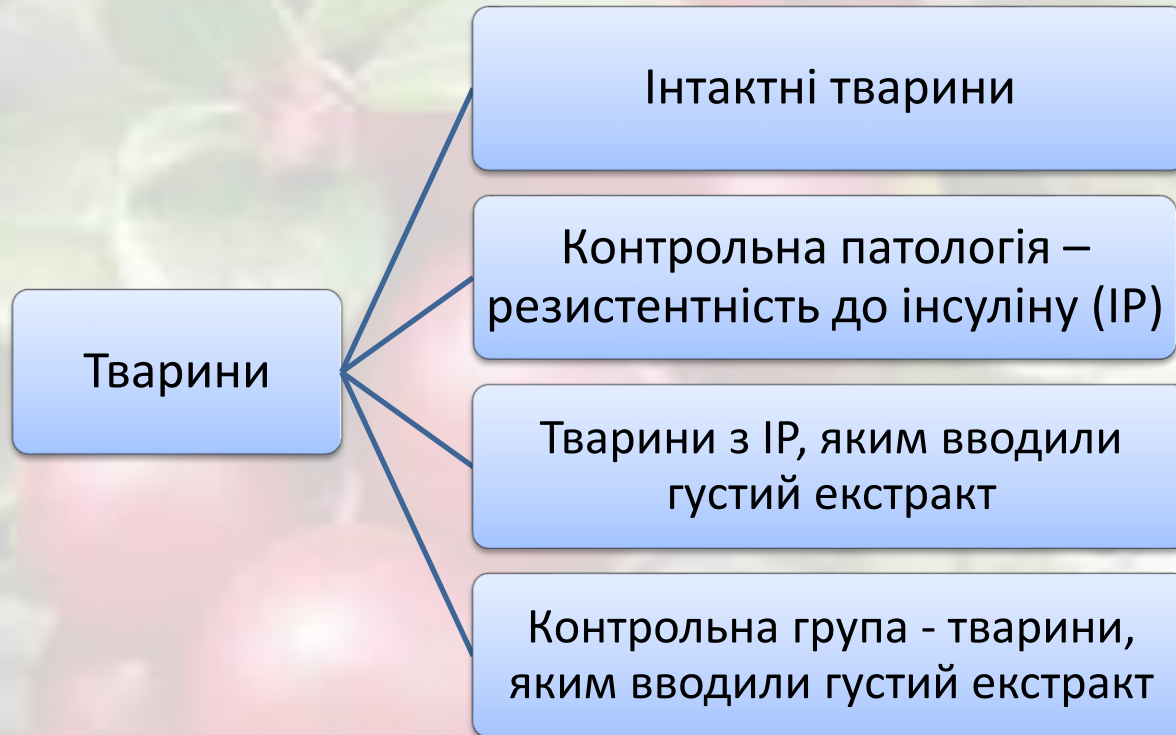 Інтактні тварини
Контрольна патологія –
резистентність до інсуліну (ІР)
Тварини
Тварини з ІР, яким вводили
густий екстракт
Контрольна група - тварини,
яким вводили густий екстракт